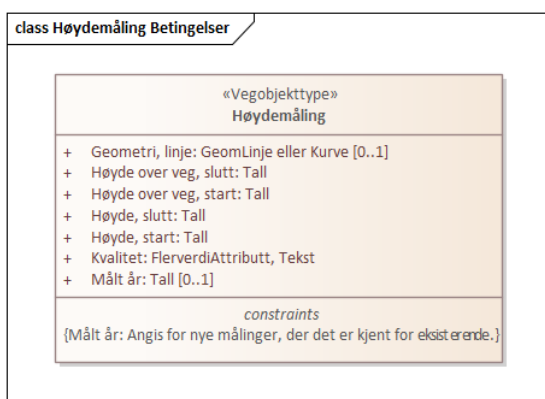 class Høydemåling Betingelser
«Vegobjekttype»
Høydemåling
+ Geometri, linje: GeomLinje eller Kurve [0..1]
+ Høyde over veg, slutt: Tall
+ Høyde over veg, start: Tall
+ Høyde, slutt: Tall
+ Høyde, start: Tall
+ Kvalitet: FlerverdiAttributt, Tekst
+ Målt år: Tall [0..1]
constraints
{Målt år: Angis for nye målinger, der det er kjent for eksisterende.}